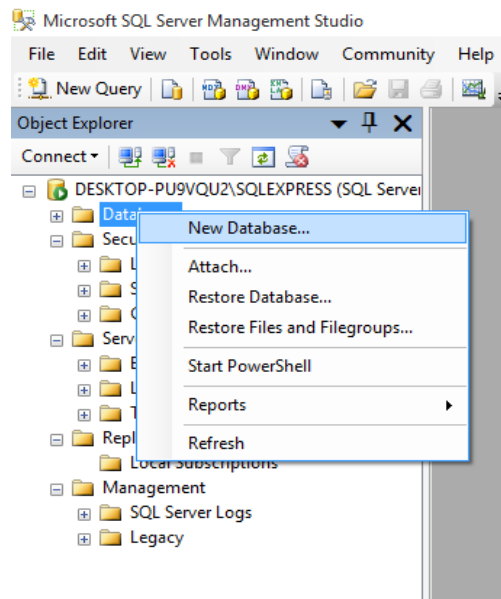 Microsoft SQL Server Management Studio
File Edit View Tools Window Community Help
New Query
Object Explorer
Connect
DESKTOP-PU9VQU2\SQLEXPRESS (SQL Server
New Database...
Attach...
Restore Database...
Restore Files and Filegroups...
Start PowerShell
Reports
Refresh
Local Subscriptions
Management
SQL Server Logs
Legacy